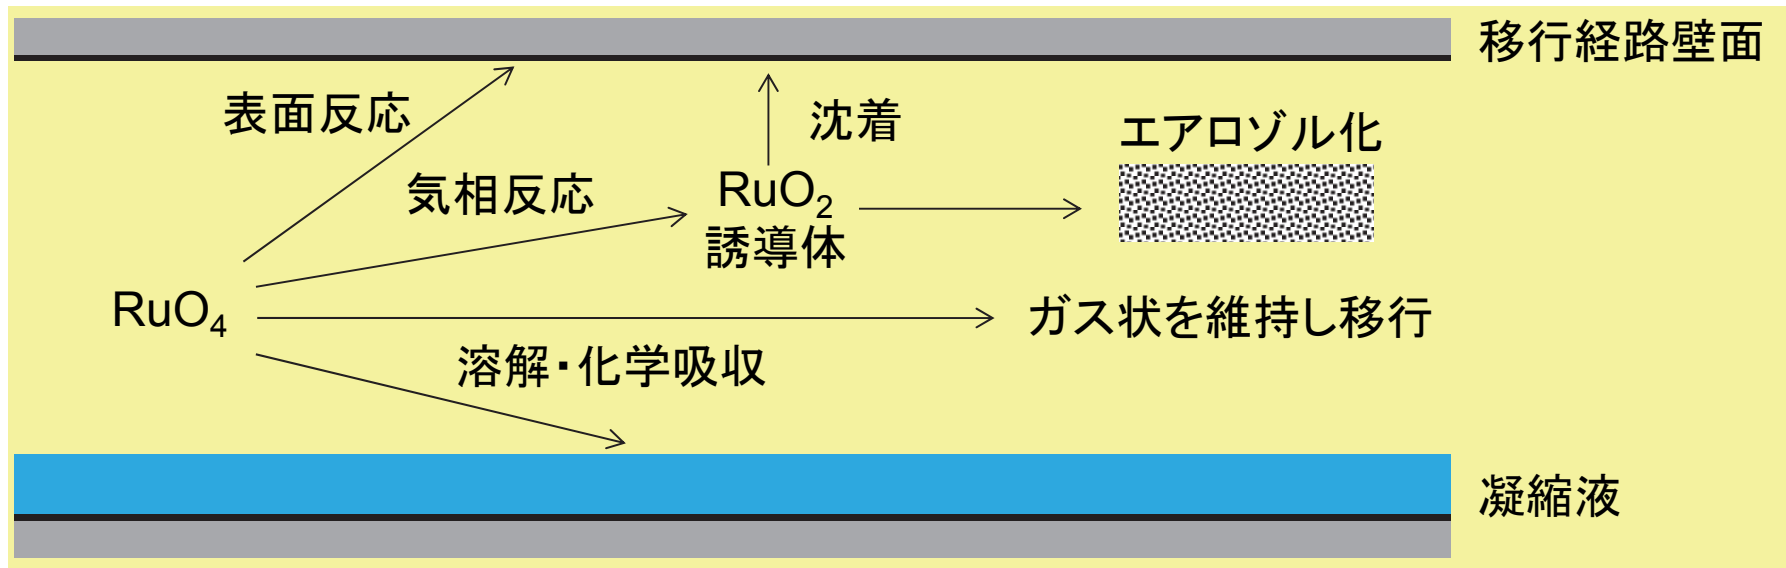 移行経路壁面
表面反応
沈着
エアロゾル化
気相反応
RuO₂
誘導体
RuO₄
ガス状を維持し移行
溶解・化学吸収
凝縮液